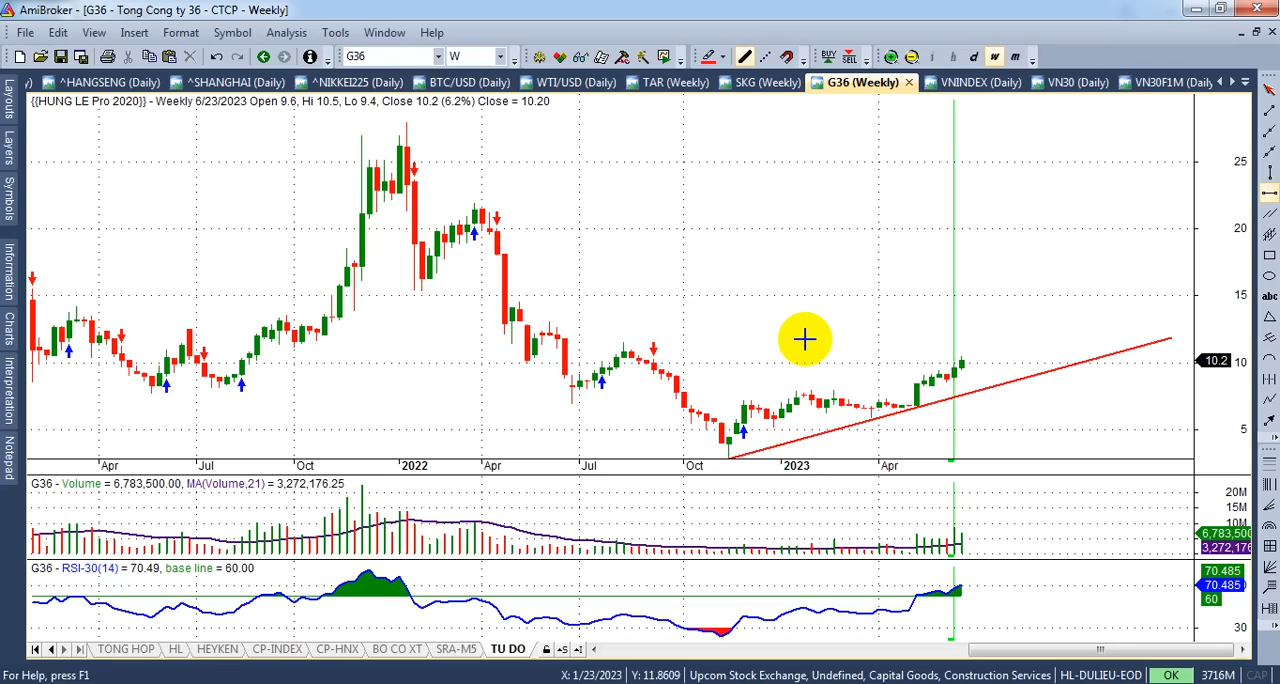 AmiBroker - [G36 - Tong Cong ty 36 - CTCP - Weekly]
File Edit View Insert Format Symbol Analysis Tools Window Help
G36 W BUY SELL i h d w m
^HANGSENG (Daily) ^SHANGHAI (Daily) ^NIKKEI225 (Daily) BTC/USD (Daily) WTI/USD (Daily) TAR (Weekly) SKG (Weekly) G36 (Weekly) VNINDEX (Daily) VN30 (Daily) VN30F1M (Daily
Layouts
Layers
Symbols
Information
Charts
Interpretation
Notepad
{{HUNG LE Pro 2020}} - Weekly 6/23/2023 Open 9.6, Hi 10.5, Lo 9.4, Close 10.2 (6.2%) Close = 10.20
25
20
15
10.2 10
5
abc
Apr Jul Oct 2022 Apr Jul Oct 2023 Apr
G36 - Volume = 6,783,500.00, MA(Volume,21) = 3,272,176.25
20M
15M
10M
6,783,500
3,272,176
G36 - RSI-30(14) = 70.49, base line = 60.00
70.485
70.485
60
30
TONG HOP HL HEYKEN CP-INDEX CP-HNX BO CO XT SRA-M5 TU DO
For Help, press F1 X: 1/23/2023 Y: 11.8609 Upcom Stock Exchange, Undefined, Capital Goods, Construction Services HL-DULIEU-EOD OK 3716M CAP